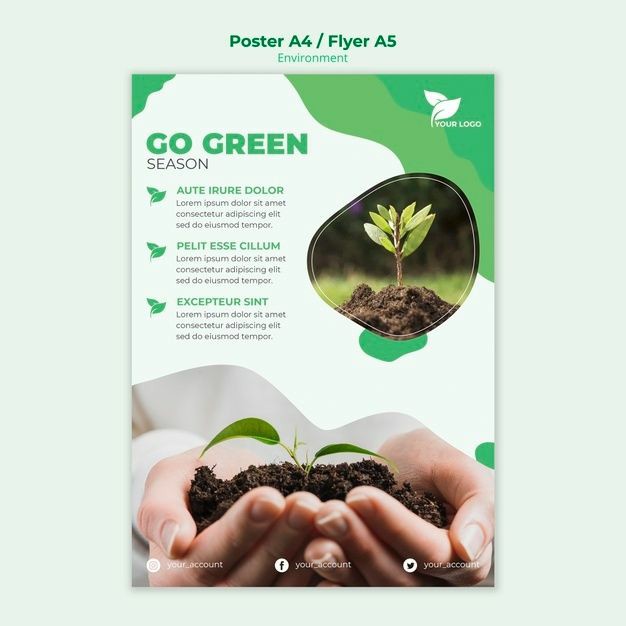 Poster A4 / Flyer A5
Environment
YOUR LOGO
GO GREEN
SEASON
AUTE IRURE DOLOR
Lorem ipsum dolor sit amet
consectetur adipiscing elit
sed do eiusmod tempor.
PELIT ESSE CILLUM
Lorem ipsum dolor sit amet
consectetur adipiscing elit
sed do eiusmod tempor.
EXCEPTEUR SINT
Lorem ipsum dolor sit amet
consectetur adipiscing elit
sed do eiusmod tempor.
your_account
your_account
your_account